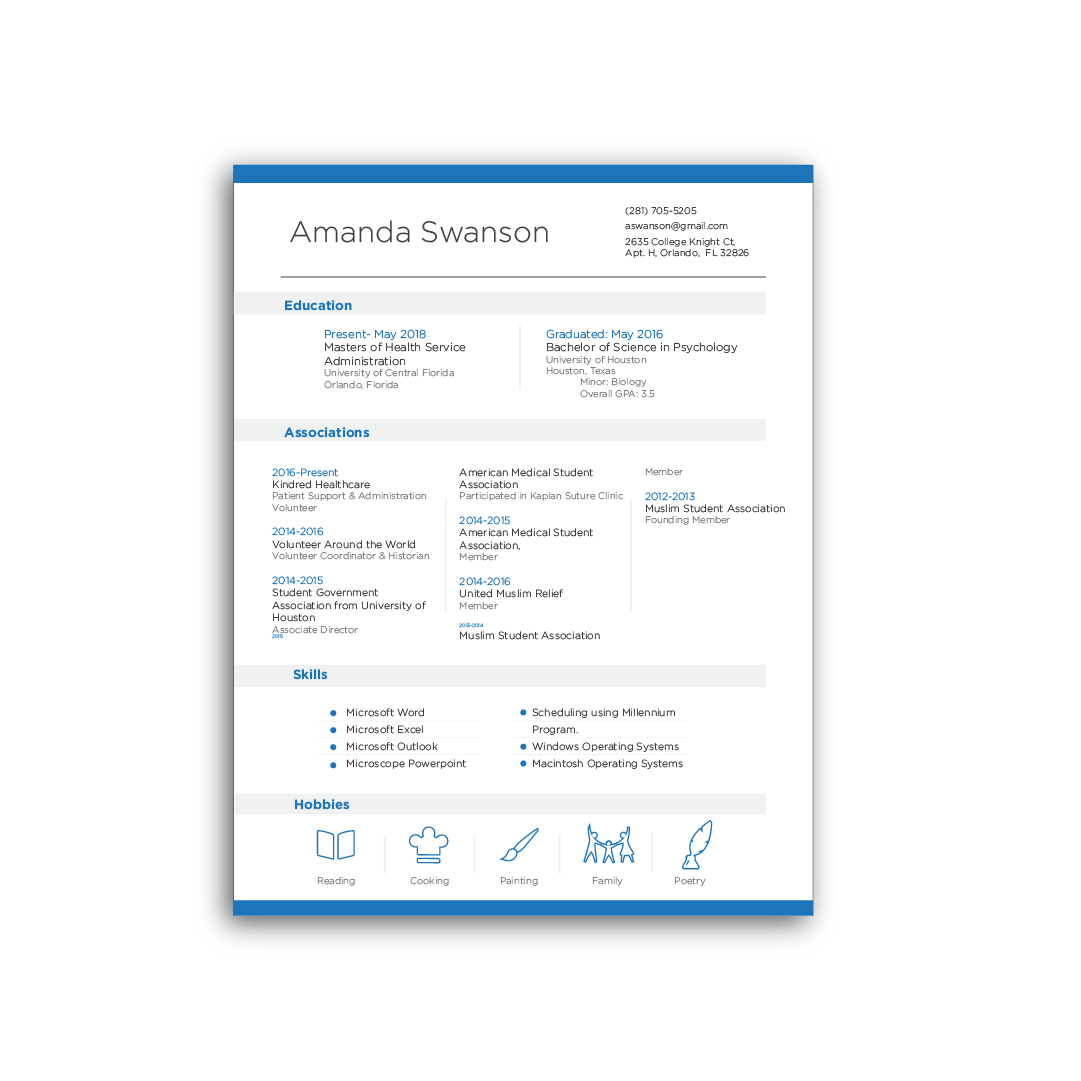 Amanda Swanson
(281) 705-5205
aswanson@gmail.com
2635 College Knight Ct,
Apt. H, Orlando, FL 32826
Education
Present- May 2018
Masters of Health Service
Administration
University of Central Florida
Orlando, Florida
Graduated: May 2016
Bachelor of Science in Psychology
University of Houston
Houston, Texas
Minor: Biology
Overall GPA: 3.5
Associations
2016-Present
Kindred Healthcare
Patient Support & Administration
Volunteer
2014-2016
Volunteer Around the World
Volunteer Coordinator & Historian
2014-2015
Student Government
Association from University of
Houston
Associate Director
2015
American Medical Student
Association
Participated in Kaplan Suture Clinic
2014-2015
American Medical Student
Association,
Member
2014-2016
United Muslim Relief
Member
2013-2014
Muslim Student Association
Member
2012-2013
Muslim Student Association
Founding Member
Skills
Microsoft Word
Microsoft Excel
Microsoft Outlook
Microscope Powerpoint
Scheduling using Millennium
Program.
Windows Operating Systems
Macintosh Operating Systems
Hobbies
Reading
Cooking
Painting
Family
Poetry